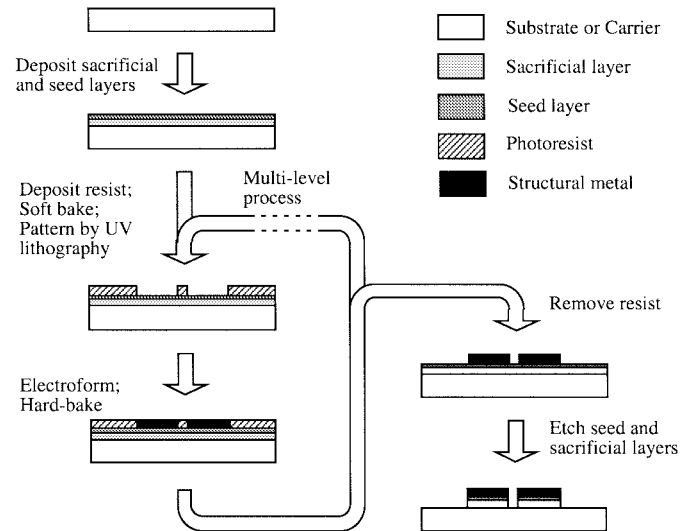 Deposit sacrificial
and seed layers
Deposit resist;
Soft bake;
Pattern by UV
lithography
Multi-level
process
Electroform;
Hard-bake
Substrate or Carrier
Sacrificial layer
Seed layer
Photoresist
Structural metal
Remove resist
Etch seed and
sacrificial layers